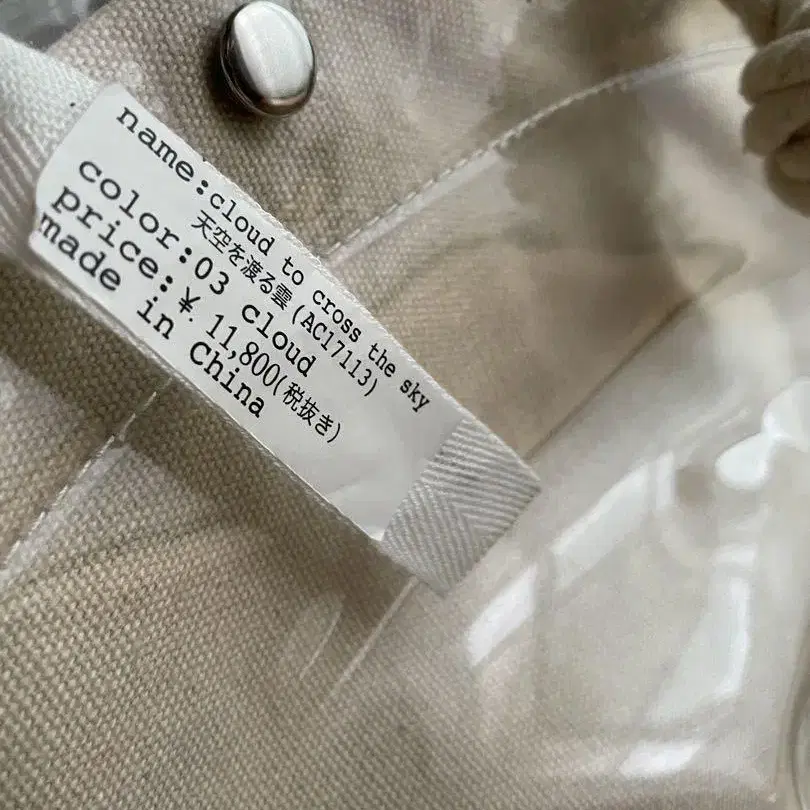 name:cloud to cross the sky
天空を渡る雲(AC17113)
color:03 cloud
price:¥. 11,800(税抜き)
made in China